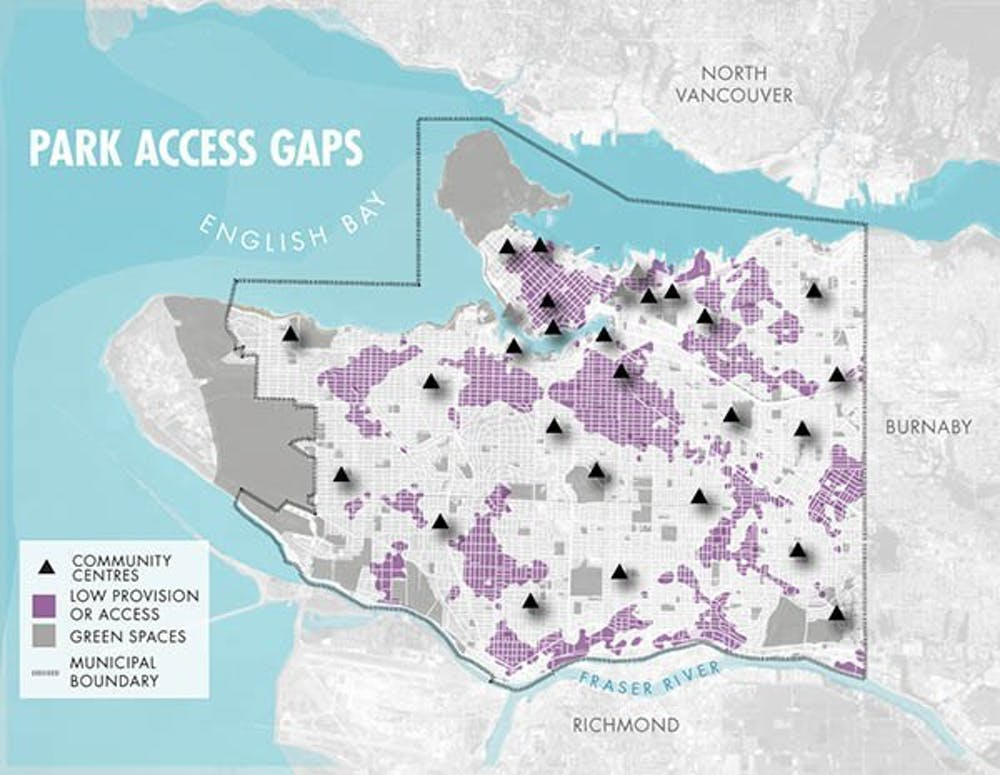 NORTH
VANCOUVER
PARK ACCESS GAPS
ENGLISH BAY
BURNABY
COMMUNITY
CENTRES
LOW PROVISION
OR ACCESS
GREEN SPACES
MUNICIPAL
BOUNDARY
FRASER RIVER
RICHMOND